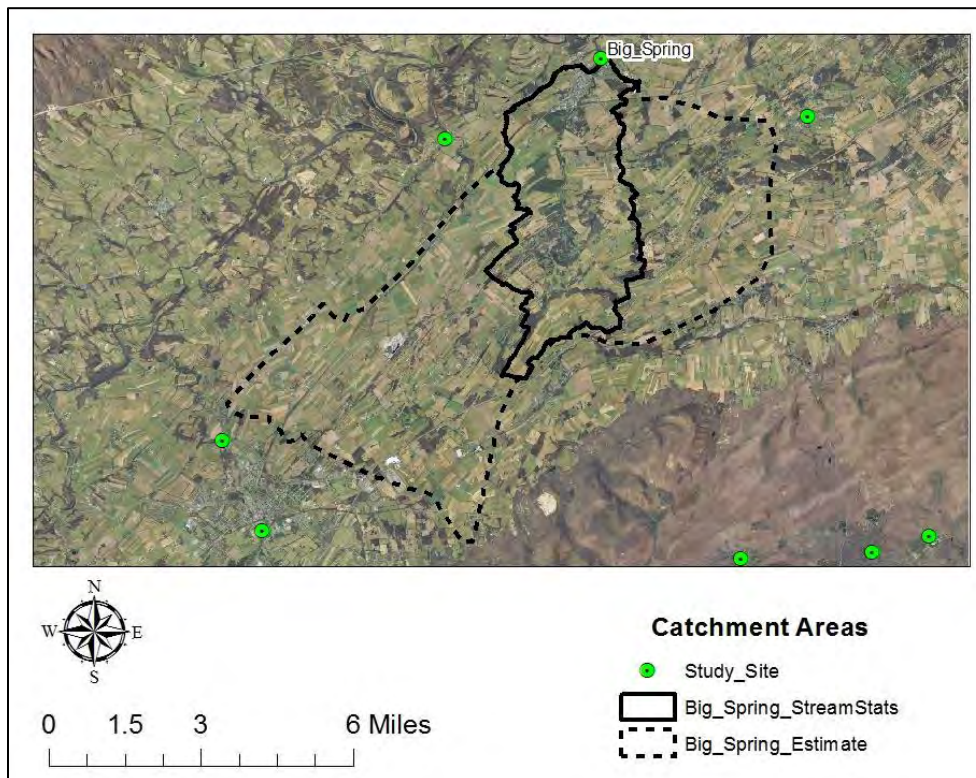 Big_Spring
N
W E
S
0 1.5 3 6 Miles
Catchment Areas
Study_Site
Big_Spring_StreamStats
Big_Spring_Estimate